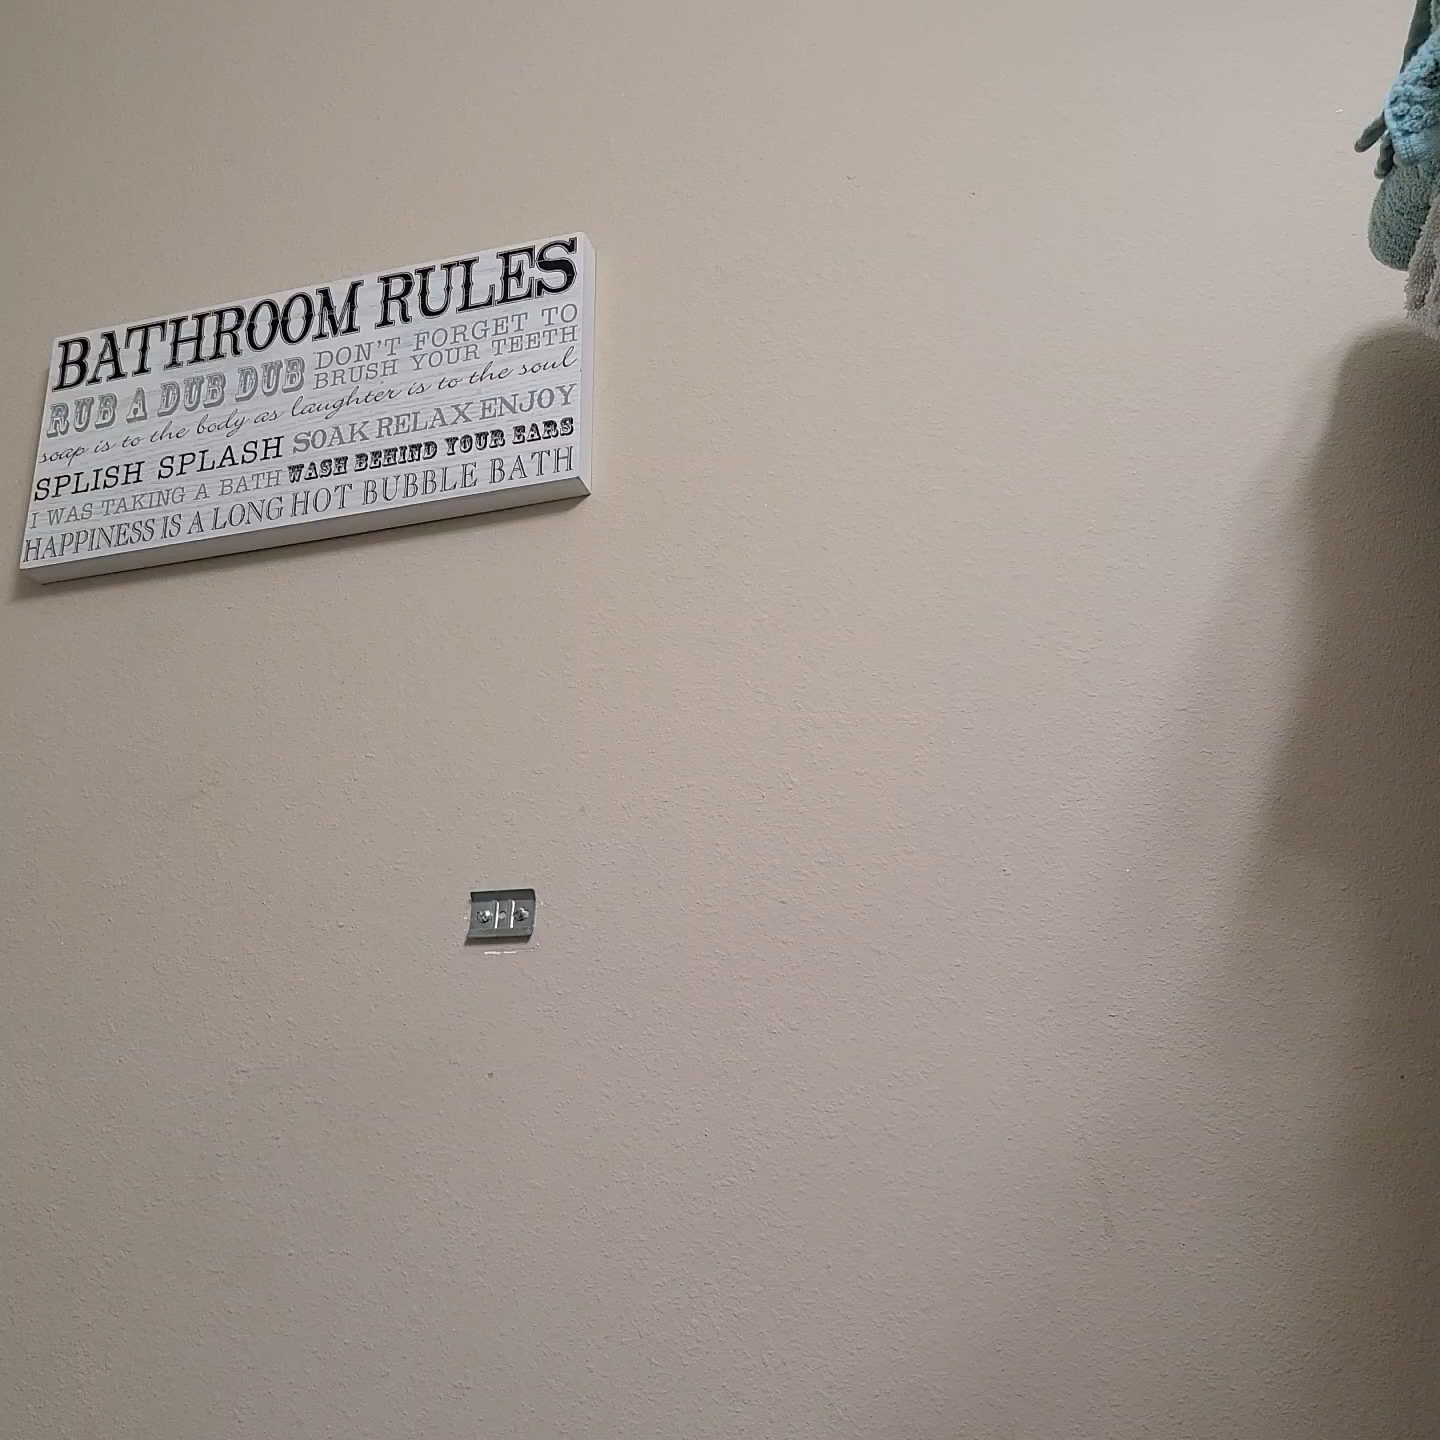 BATHROOM RULES
RUB A DUB DUB DON'T FORGET TO
BRUSH YOUR TEETH
soap is to the body as laughter is to the soul
SPLISH SPLASH SOAK RELAX ENJOY
I WAS TAKING A BATH WASH BEHIND YOUR EARS
HAPPINESS IS A LONG HOT BUBBLE BATH